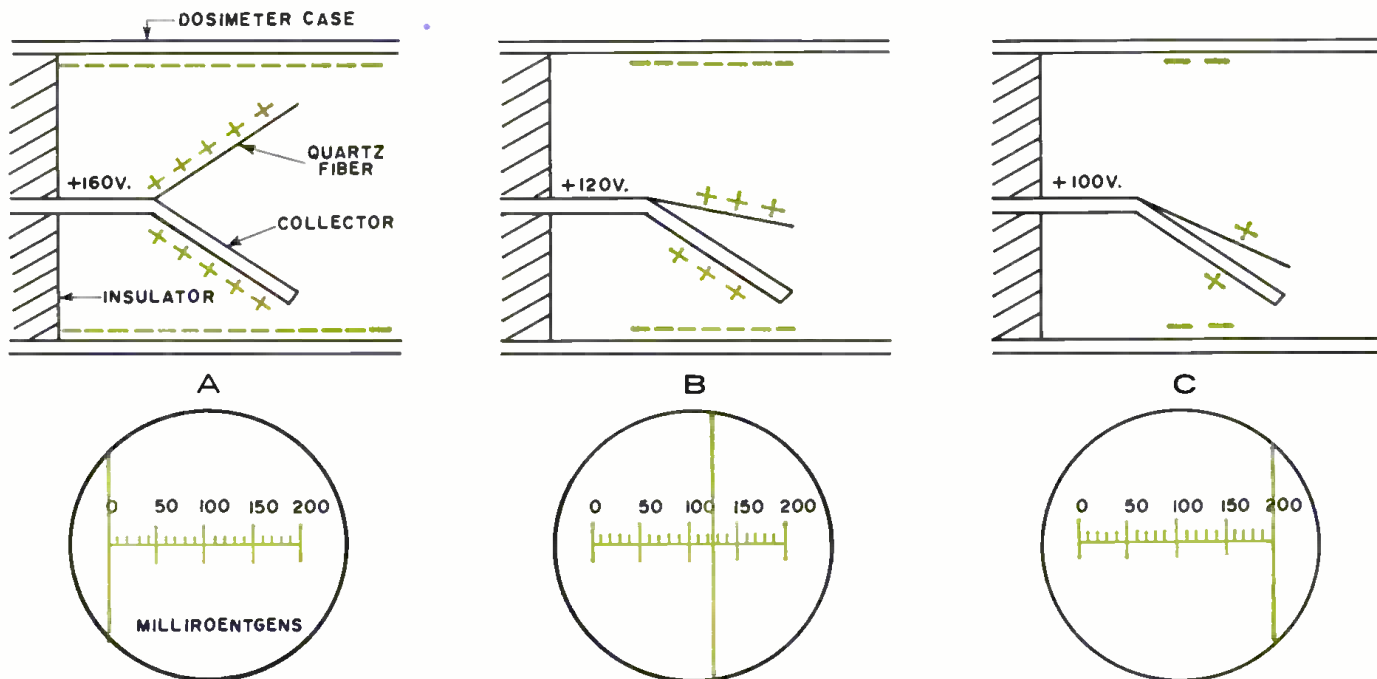 DOSIMETER CASE
QUARTZ
FIBER
+160V.
COLLECTOR
INSULATOR
+120V.
+100V.
A
B
C
0 50 100 150 200
MILLIROENTGENS
0 50 100 150 200
0 50 100 150 200